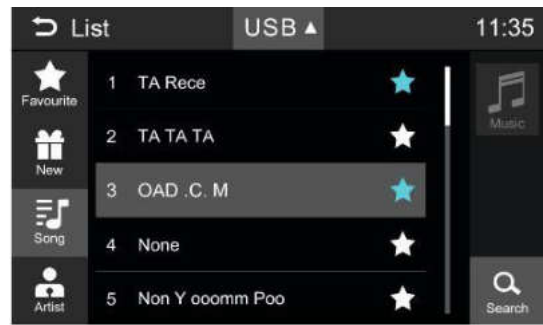 List USB 11:35
Favourite
New
Song
Artist
1 TA Rece
2 TA TA TA
3 OAD .C. M
4 None
5 Non Y ooomm Poo
Music
Search